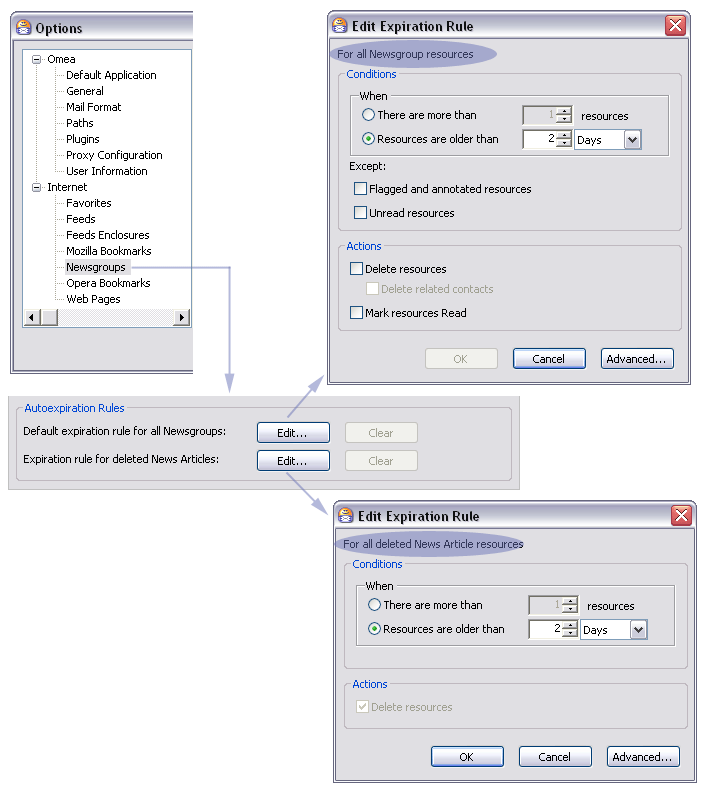 Options
Omea
Default Application
General
Mail Format
Paths
Plugins
Proxy Configuration
User Information
Internet
Favorites
Feeds
Feeds Enclosures
Mozilla Bookmarks
Newsgroups
Opera Bookmarks
Web Pages
Edit Expiration Rule
For all Newsgroup resources
Conditions
When
There are more than 1 resources
Resources are older than 2 Days
Except:
Flagged and annotated resources
Unread resources
Actions
Delete resources
Delete related contacts
Mark resources Read
OK Cancel Advanced...
Autoexpiration Rules
Default expiration rule for all Newsgroups: Edit... Clear
Expiration rule for deleted News Articles: Edit... Clear
Edit Expiration Rule
For all deleted News Article resources
Conditions
When
There are more than 1 resources
Resources are older than 2 Days
Actions
Delete resources
OK Cancel Advanced...